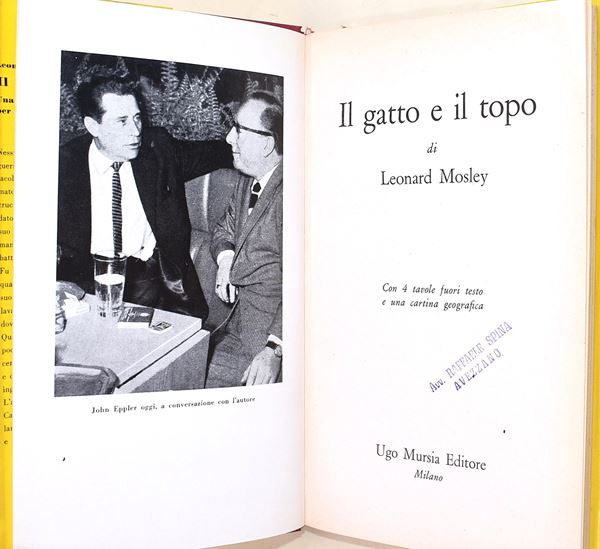 John Eppler oggi, a conversazione con l'autore
Il gatto e il topo
di
Leonard Mosley
Con 4 tavole fuori testo
e una cartina geografica
Avv. RAFFAELE SPINA
AVEZZANO
Ugo Mursia Editore
Milano